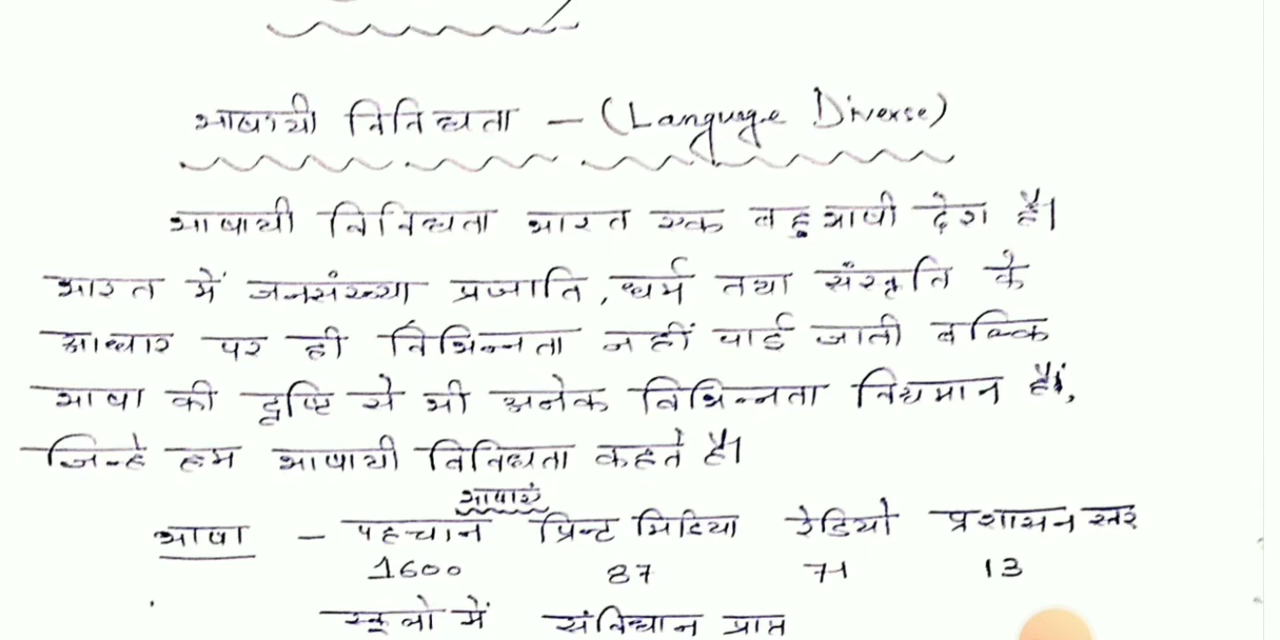 भाषायी विविधता – (Language Diverse)
भाषायी विविधता भारत एक बहुभाषी देश है।
भारत में जनसंख्या प्रजाति, धर्म तथा संस्कृति के
आधार पर ही विभिन्नता नहीं पाई जाती बल्कि
भाषा की दृष्टि से भी अनेक विभिन्नता विद्यमान है,
जिन्हे हम भाषायी विविधता कहते है।
भाषाएं
भाषा – पहचान प्रिन्ट मिडिया रेडियो प्रशासन स्तर
1600 87 71 13
स्कूलो में संविधान प्राप्त